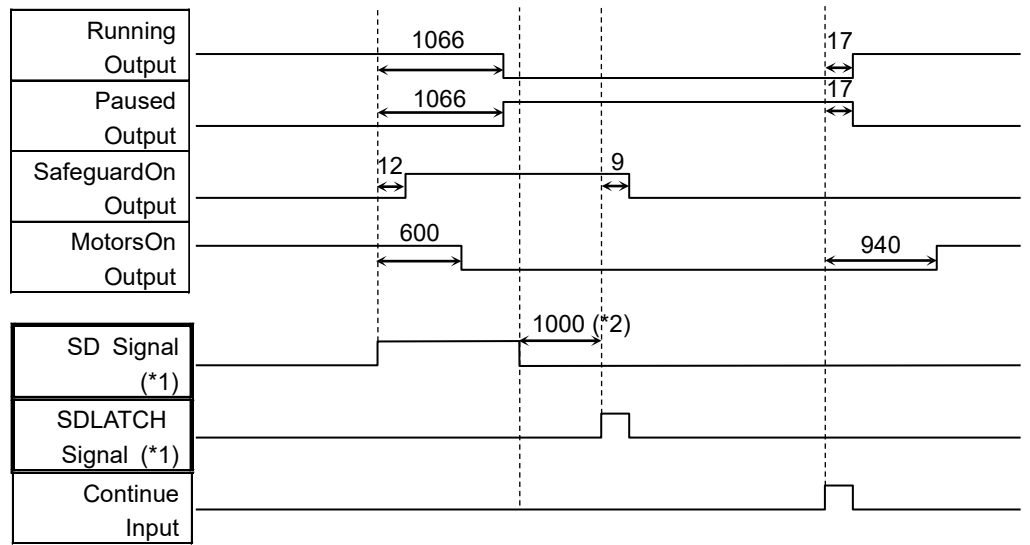 Running
Output
1066
17
Paused
Output
1066
17
SafeguardOn
Output
12
9
MotorsOn
Output
600
940
SD Signal
(*1)
1000 (*2)
SDLATCH
Signal (*1)
Continue
Input